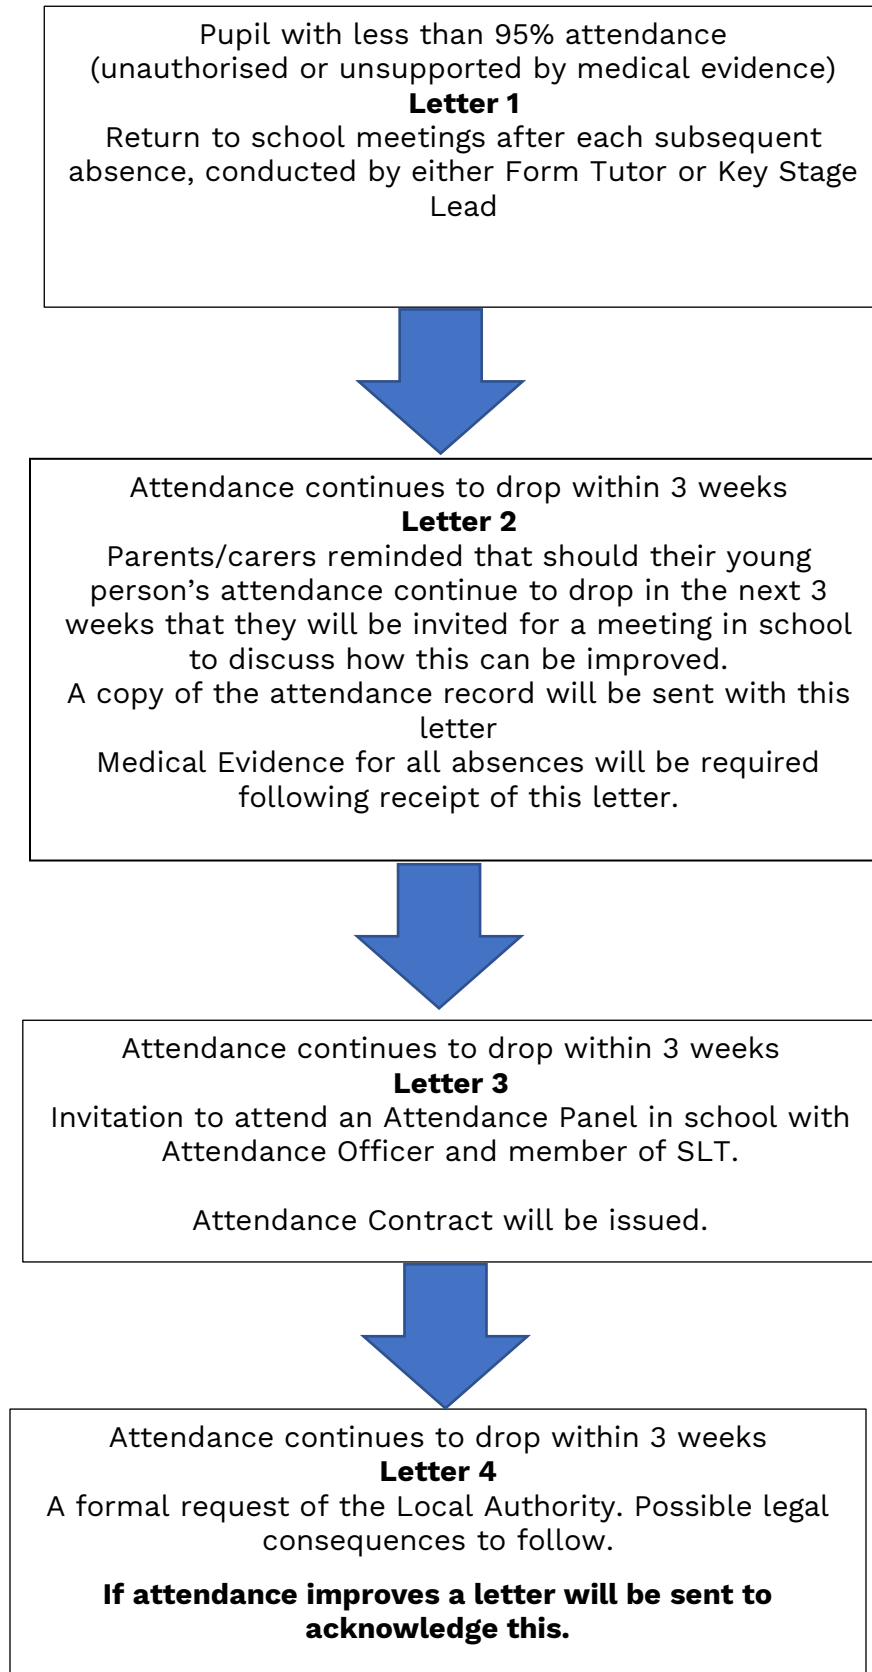 Pupil with less than 95% attendance
(unauthorised or unsupported by medical evidence)
Letter 1
Return to school meetings after each subsequent
absence, conducted by either Form Tutor or Key Stage
Lead
Attendance continues to drop within 3 weeks
Letter 2
Parents/carers reminded that should their young
person’s attendance continue to drop in the next 3
weeks that they will be invited for a meeting in school
to discuss how this can be improved.
A copy of the attendance record will be sent with this
letter
Medical Evidence for all absences will be required
following receipt of this letter.
Attendance continues to drop within 3 weeks
Letter 3
Invitation to attend an Attendance Panel in school with
Attendance Officer and member of SLT.
Attendance Contract will be issued.
Attendance continues to drop within 3 weeks
Letter 4
A formal request of the Local Authority. Possible legal
consequences to follow.
If attendance improves a letter will be sent to
acknowledge this.